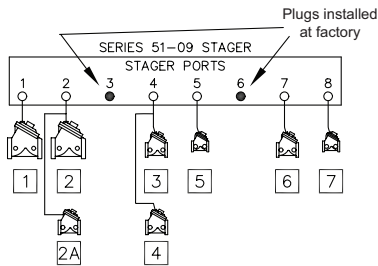 Plugs installed
at factory
SERIES 51-09 STAGER
STAGER PORTS
1 2 3 4 5 6 7 8
1 2 3 5 6 7
2A 4